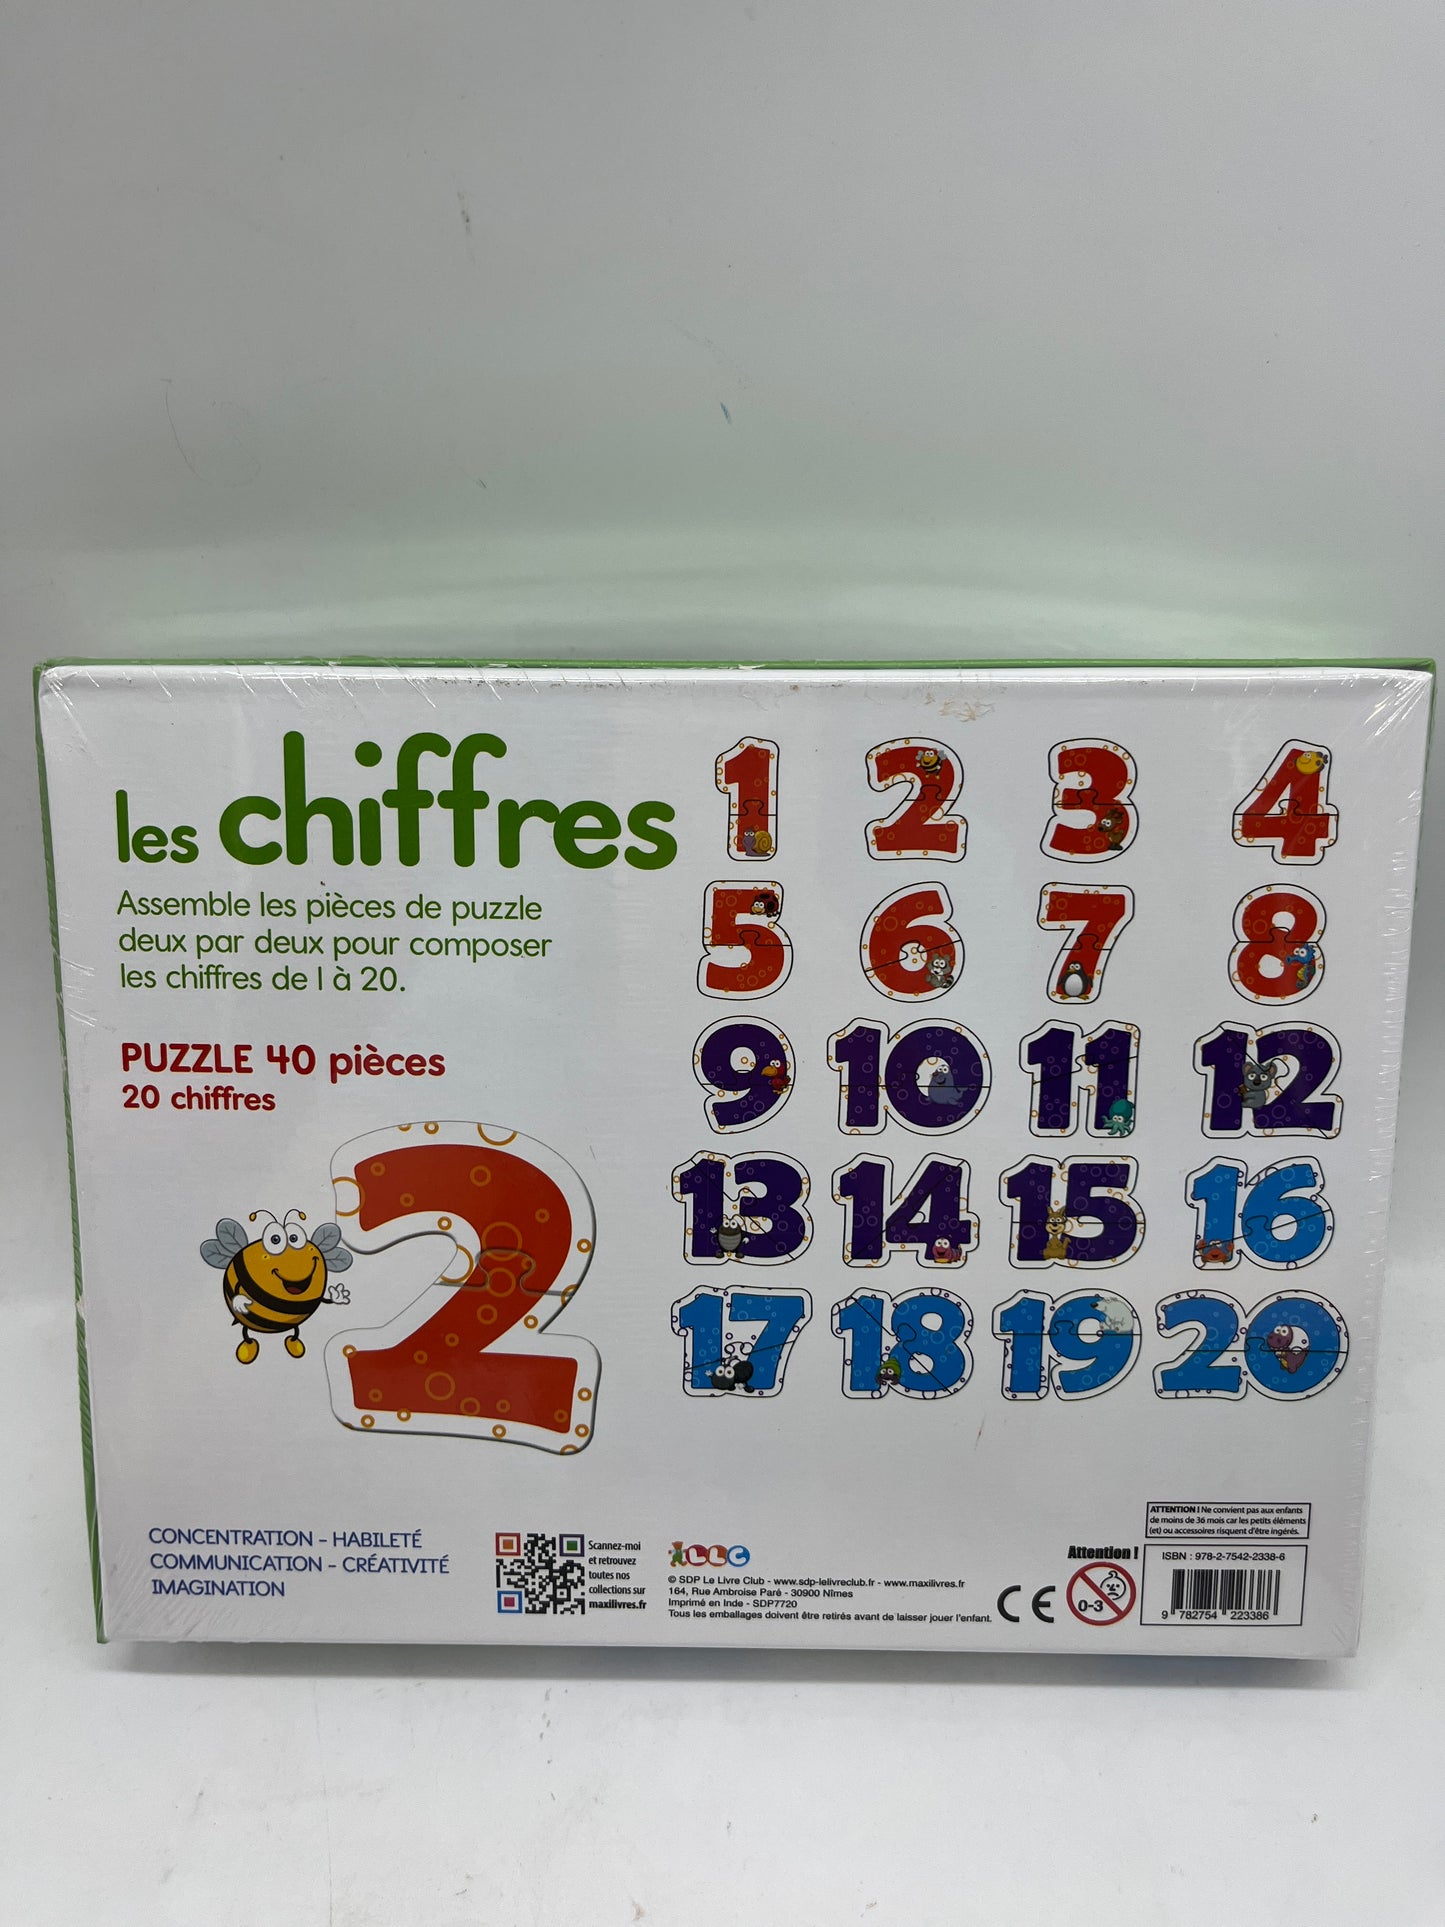 les chiffres
Assemble les pièces de puzzle
deux par deux pour composer
les chiffres de 1 à 20.
PUZZLE 40 pièces
20 chiffres
2
1 2 3 4
5 6 7 8
9 10 11 12
13 14 15 16
17 18 19 20
CONCENTRATION - HABILETÉ
COMMUNICATION - CRÉATIVITÉ
IMAGINATION
Scannez-moi
et retrouvez
toutes nos
collections sur
maxilivres.fr
LLC
© SDP Le Livre Club - www.sdp-lelivreclub.fr - www.maxilivres.fr
164, Rue Ambroise Paré - 30900 Nîmes
Imprimé en Inde - SDP7720
Tous les emballages doivent être retirés avant de laisser jouer l'enfant.
CE
Attention !
0-3
ATTENTION ! Ne convient pas aux enfants
de moins de 36 mois car les petits éléments
(et) ou accessoires risquent d'être ingérés.
ISBN : 978-2-7542-2338-6
9 782754 223386